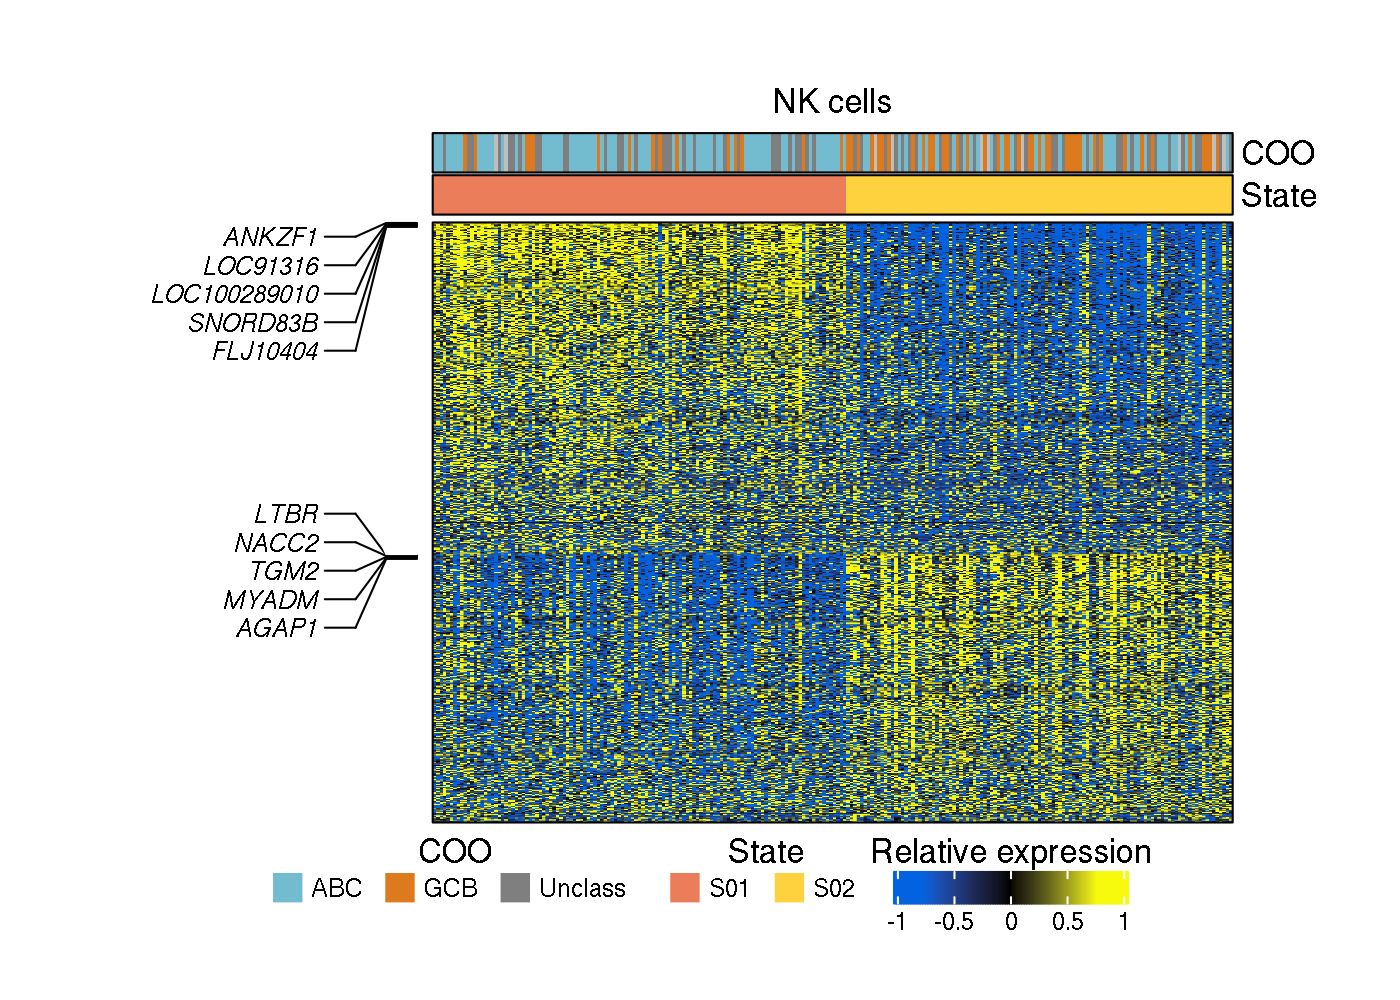 NK cells
COO
State
ANKZF1
LOC91316
LOC100289010
SNORD83B
FLJ10404
LTBR
NACC2
TGM2
MYADM
AGAP1
COO State Relative expression
ABC GCB Unclass S01 S02
-1 -0.5 0 0.5 1